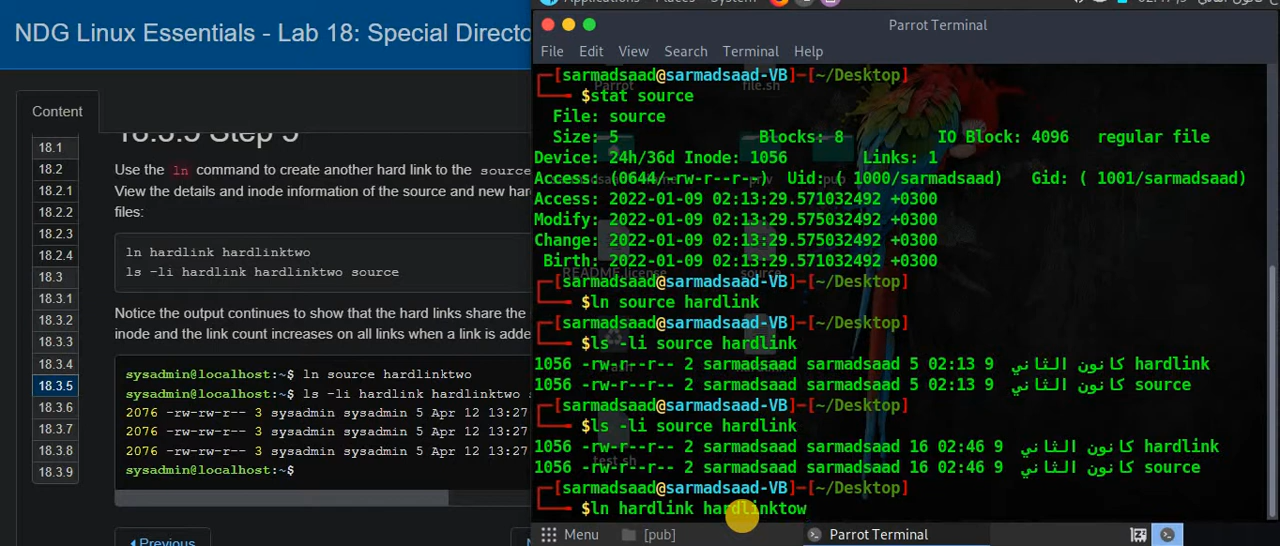 NDG Linux Essentials - Lab 18: Special Directo
Content
18.1
18.2
18.2.1
18.2.2
18.2.3
18.2.4
18.3
18.3.1
18.3.2
18.3.3
18.3.4
18.3.5
18.3.6
18.3.7
18.3.8
18.3.9
18.3.5 Step 5
Use the ln command to create another hard link to the source
View the details and inode information of the source and new har
files:
ln hardlink hardlinktwo
ls -li hardlink hardlinktwo source
Notice the output continues to show that the hard links share the
inode and the link count increases on all links when a link is adde
sysadmin@localhost:~$ ln source hardlinktwo
sysadmin@localhost:~$ ls -li hardlink hardlinktwo
2076 -rw-rw-r-- 3 sysadmin sysadmin 5 Apr 12 13:27
2076 -rw-rw-r-- 3 sysadmin sysadmin 5 Apr 12 13:27
2076 -rw-rw-r-- 3 sysadmin sysadmin 5 Apr 12 13:27
sysadmin@localhost:~$
Previous
Parrot Terminal
File Edit View Search Terminal Help
┌─[sarmadsaad@sarmadsaad-VB]─[~/Desktop]
└──╼ $stat source
File: source
Size: 5 Blocks: 8 IO Block: 4096 regular file
Device: 24h/36d Inode: 1056 Links: 1
Access: (0644/-rw-r--r--) Uid: ( 1000/sarmadsaad) Gid: ( 1001/sarmadsaad)
Access: 2022-01-09 02:13:29.571032492 +0300
Modify: 2022-01-09 02:13:29.575032492 +0300
Change: 2022-01-09 02:13:29.575032492 +0300
Birth: 2022-01-09 02:13:29.571032492 +0300
┌─[sarmadsaad@sarmadsaad-VB]─[~/Desktop]
└──╼ $ln source hardlink
┌─[sarmadsaad@sarmadsaad-VB]─[~/Desktop]
└──╼ $ls -li source hardlink
1056 -rw-r--r-- 2 sarmadsaad sarmadsaad 5 02:13 9 كانون الثاني hardlink
1056 -rw-r--r-- 2 sarmadsaad sarmadsaad 5 02:13 9 كانون الثاني source
┌─[sarmadsaad@sarmadsaad-VB]─[~/Desktop]
└──╼ $ls -li source hardlink
1056 -rw-r--r-- 2 sarmadsaad sarmadsaad 16 02:46 9 كانون الثاني hardlink
1056 -rw-r--r-- 2 sarmadsaad sarmadsaad 16 02:46 9 كانون الثاني source
┌─[sarmadsaad@sarmadsaad-VB]─[~/Desktop]
└──╼ $ln hardlink hardlinktow
Parrot
file.sh
README.license
source
test.sh
Menu [pub] Parrot Terminal